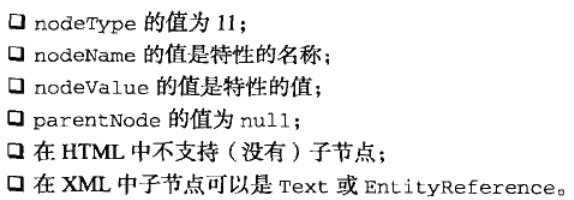 ❑ nodeType 的值为 11;
❑ nodeName 的值是特性的名称;
❑ nodeValue 的值是特性的值;
❑ parentNode 的值为 null;
❑ 在 HTML 中不支持(没有)子节点;
❑ 在 XML 中子节点可以是 Text 或 EntityReference。